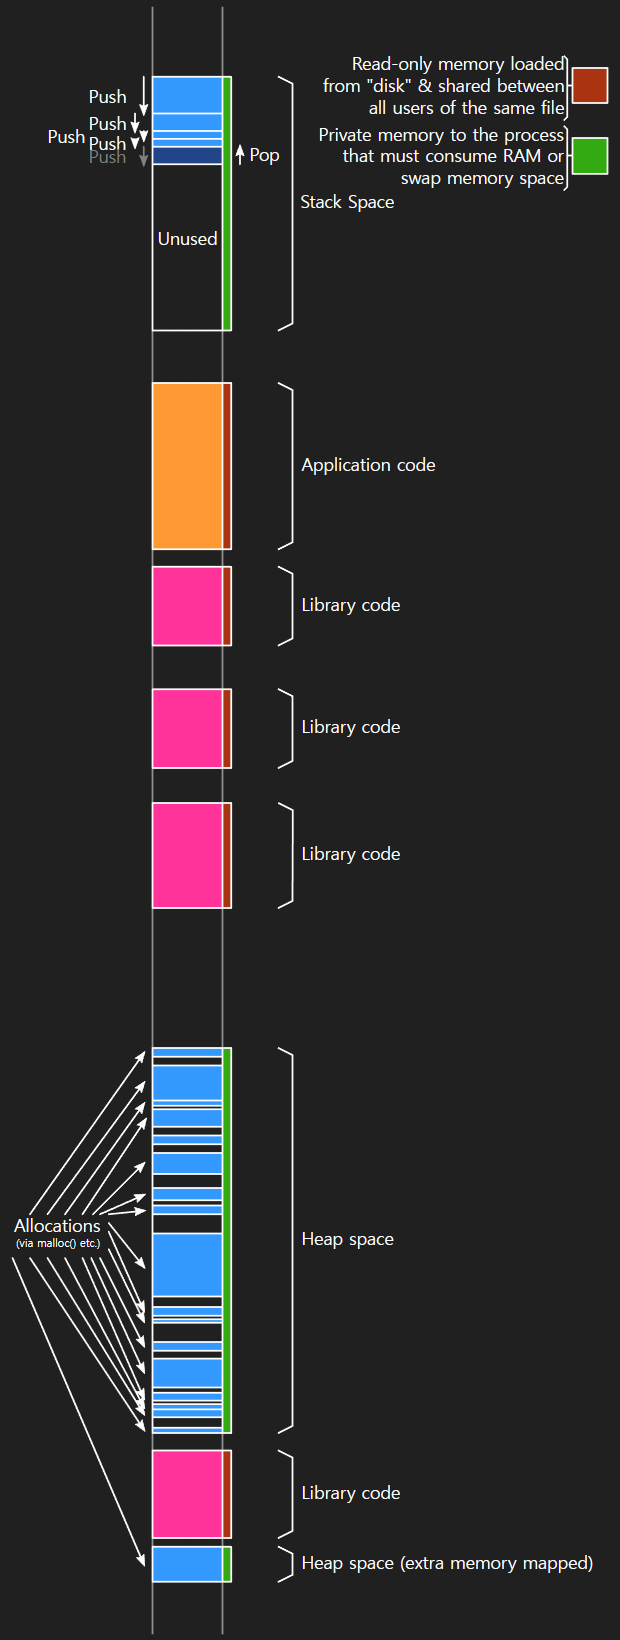 Read-only memory loaded
from "disk" & shared between
all users of the same file
Private memory to the process
that must consume RAM or
swap memory space
Push
Push
Push
Push
Push
Pop
Unused
Stack Space
Application code
Library code
Library code
Library code
Allocations
(via malloc() etc.)
Heap space
Library code
Heap space (extra memory mapped)